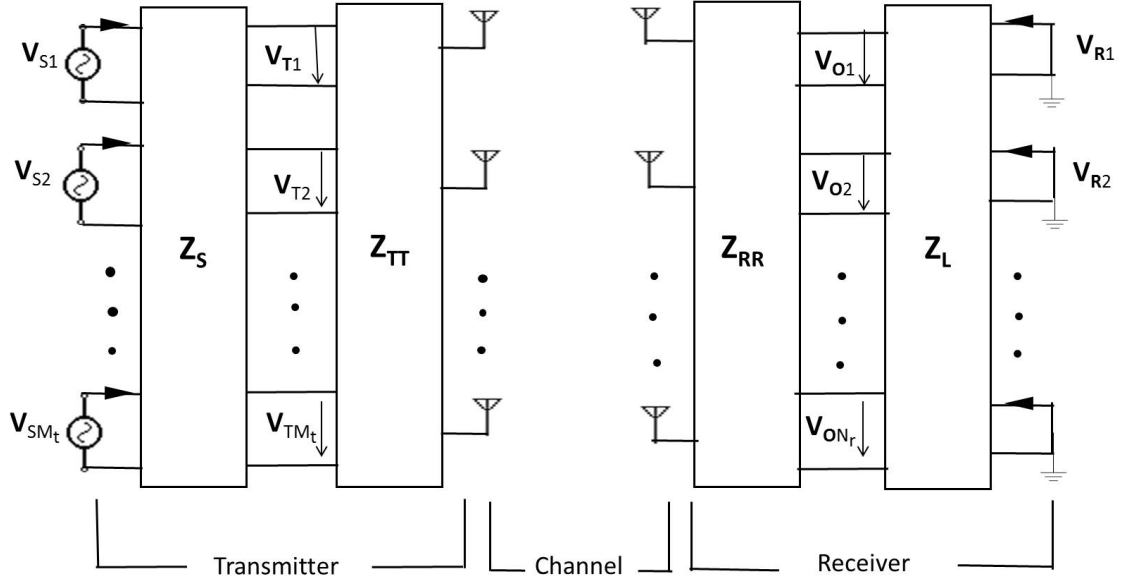 V_S1
V_T1
V_O1
V_R1
V_S2
V_T2
V_O2
V_R2
Z_S
Z_TT
Z_RR
Z_L
V_SM_t
V_TM_t
V_ON_r
Transmitter
Channel
Receiver